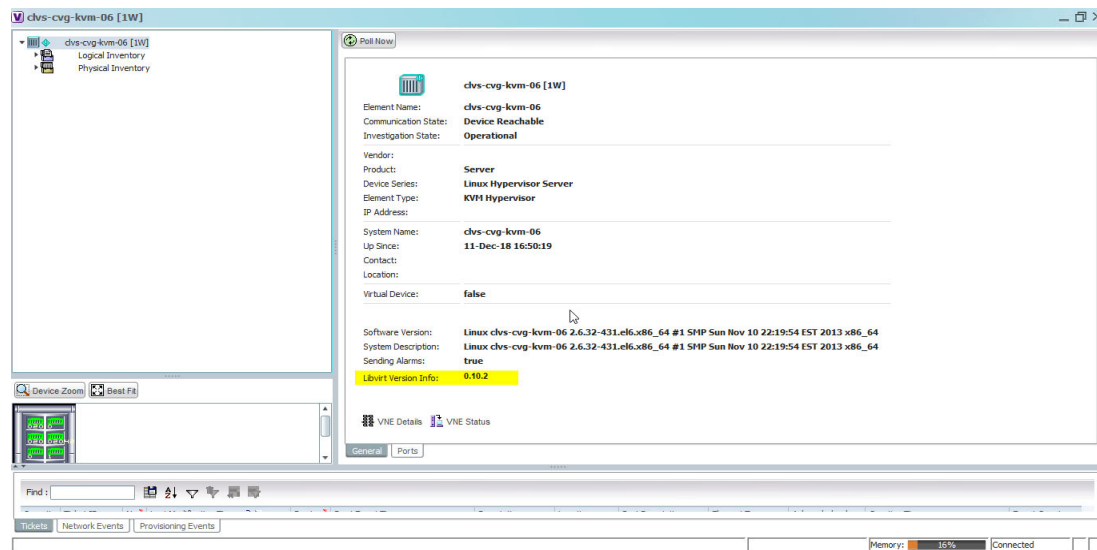 clvs-cvg-kvm-06 [1W]
clvs-cvg-kvm-06 [1W]
Logical Inventory
Physical Inventory
Poll Now
clvs-cvg-kvm-06 [1W]
Element Name: clvs-cvg-kvm-06
Communication State: Device Reachable
Investigation State: Operational
Vendor:
Product: Server
Device Series: Linux Hypervisor Server
Element Type: KVM Hypervisor
IP Address:
System Name: clvs-cvg-kvm-06
Up Since: 11-Dec-18 16:50:19
Contact:
Location:
Virtual Device: false
Software Version: Linux clvs-cvg-kvm-06 2.6.32-431.el6.x86_64 #1 SMP Sun Nov 10 22:19:54 EST 2013 x86_64
System Description: Linux clvs-cvg-kvm-06 2.6.32-431.el6.x86_64 #1 SMP Sun Nov 10 22:19:54 EST 2013 x86_64
Sending Alarms: true
Libvirt Version Info: 0.10.2
Device Zoom Best Fit
VNE Details VNE Status
General Ports
Find :
Tickets Network Events Provisioning Events
Memory: 16% Connected